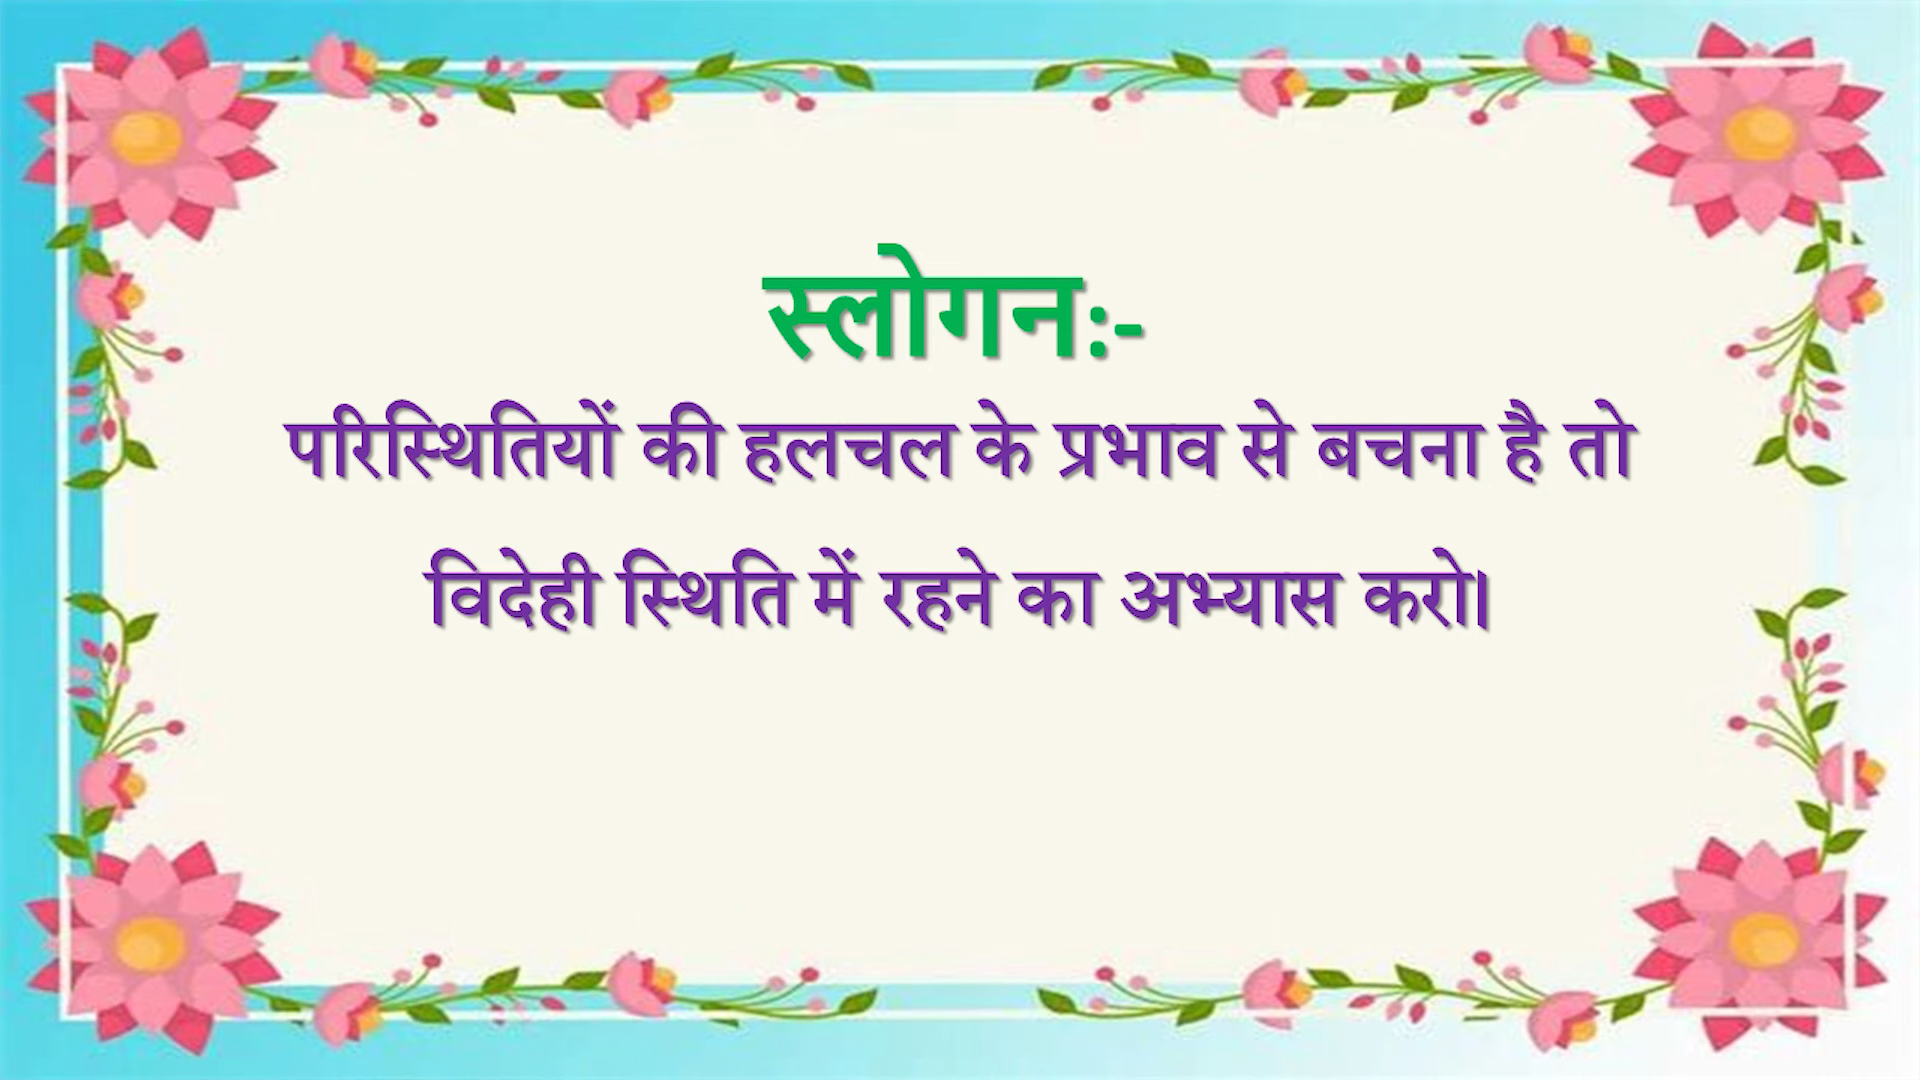 स्लोगन:-
परिस्थितियों की हलचल के प्रभाव से बचना है तो
विदेही स्थिति में रहने का अभ्यास करो।